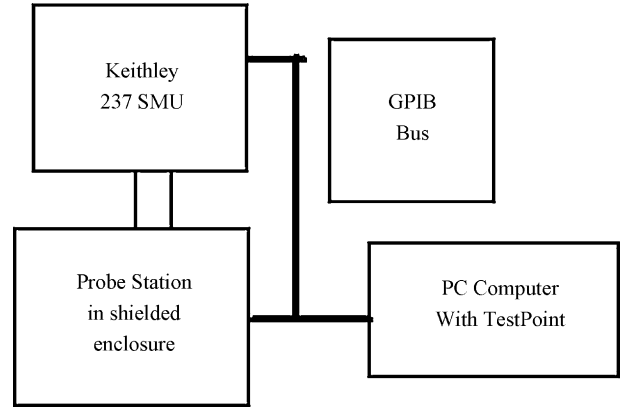 Keithley
237 SMU
GPIB
Bus
Probe Station
in shielded
enclosure
PC Computer
With TestPoint